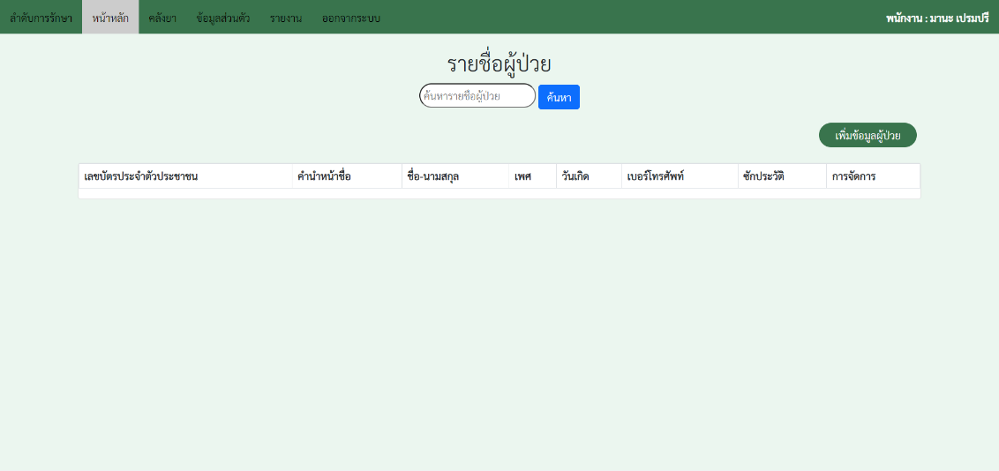 ลำดับการรักษา หน้าหลัก คลังยา ข้อมูลส่วนตัว รายงาน ออกจากระบบ พนักงาน : มานะ เปรมปรี
รายชื่อผู้ป่วย
ค้นหารายชือผู้ป่วย ค้นหา
เพิ่มข้อมูลผู้ป่วย
เลขบัตรประจำตัวประชาชน คำนำหน้าชื่อ ชื่อ-นามสกุล เพศ วันเกิด เบอร์โทรศัพท์ ซักประวัติ การจัดการ